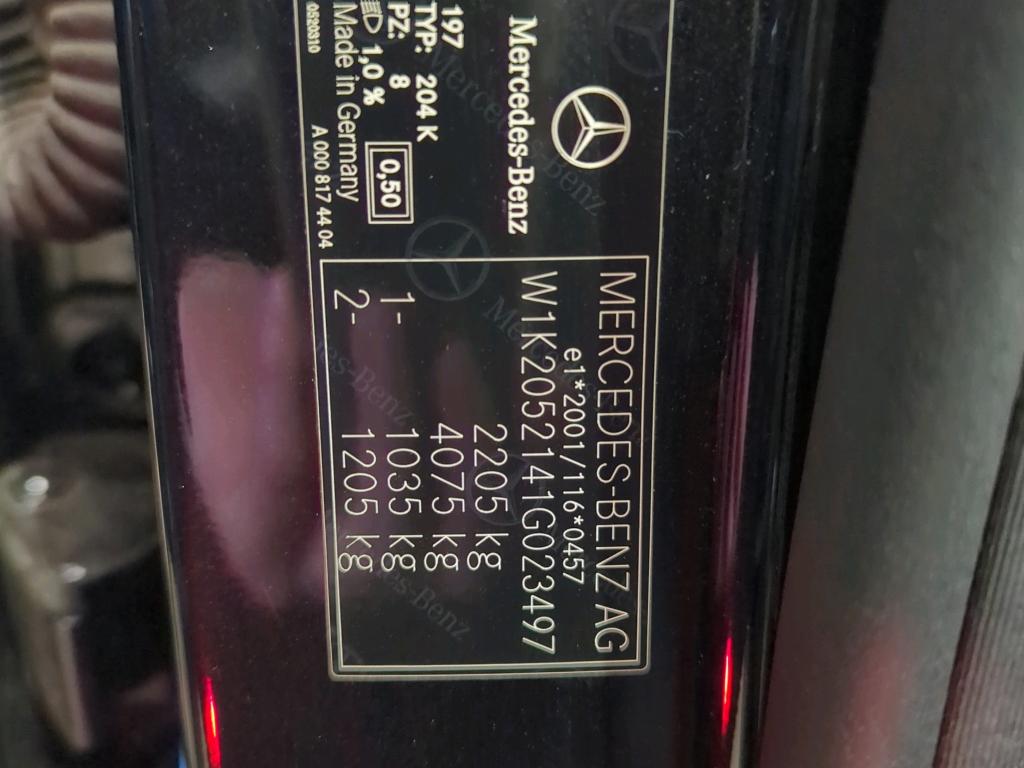 Mercedes-Benz
197
TYP: 204 K
PZ: 8
1,0 %
0,50
Made in Germany
0520310
A 000 817 44 04
MERCEDES-BENZ AG
e1*2001/116*0457
W1K2052141G023497
2205 kg
4075 kg
1- 1035 kg
2- 1205 kg